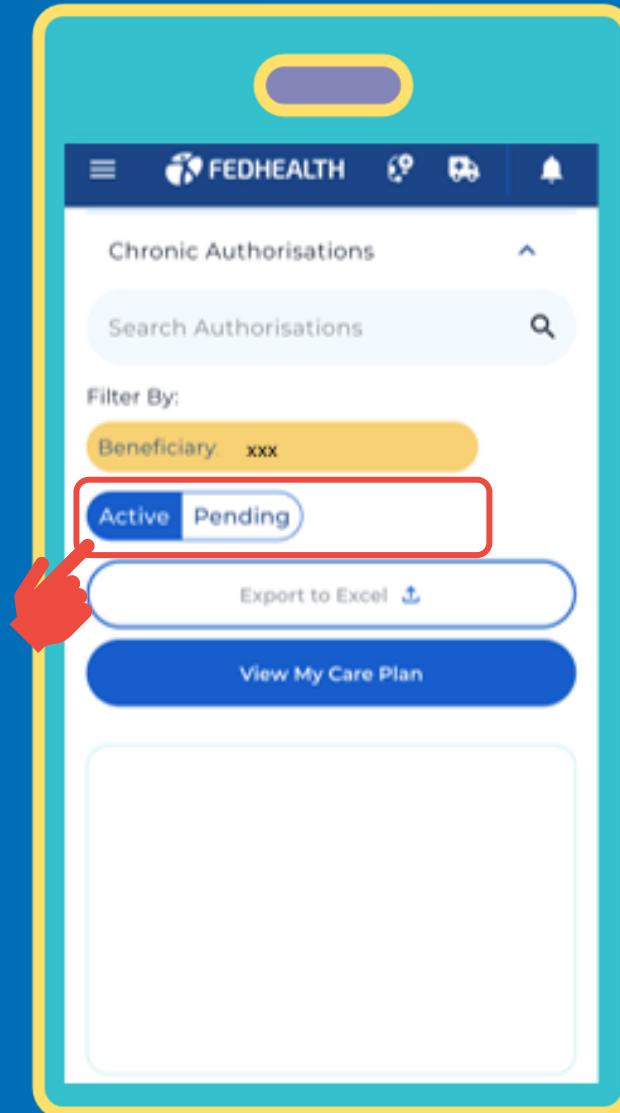 FEDHEALTH
Chronic Authorisations
Search Authorisations
Filter By:
Beneficiary: xxx
Active Pending
Export to Excel
View My Care Plan